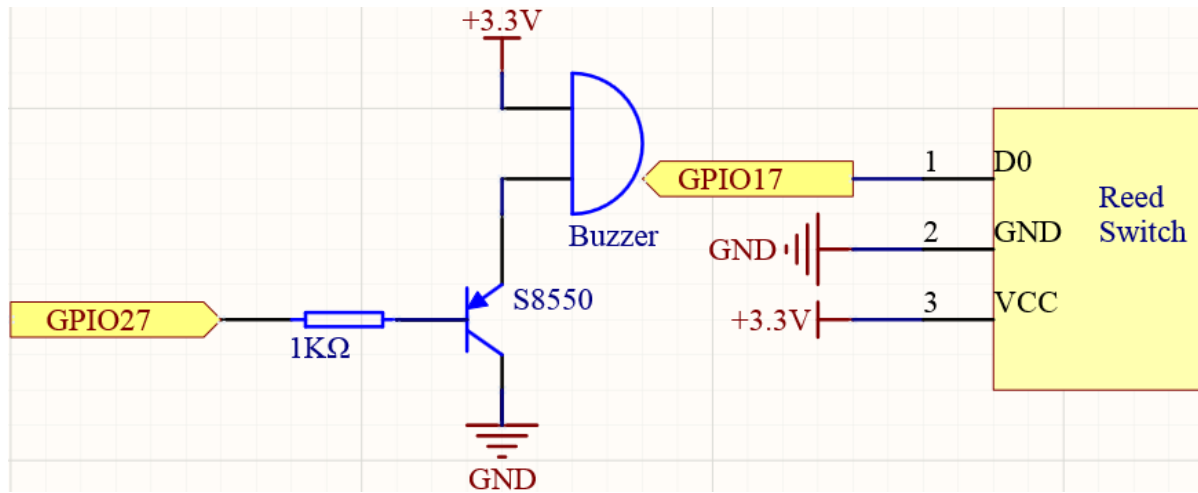 +3.3V
Buzzer
S8550
GPIO27
1KΩ
GND
GPIO17
1
D0
GND
2
GND
+3.3V
3
VCC
Reed
Switch